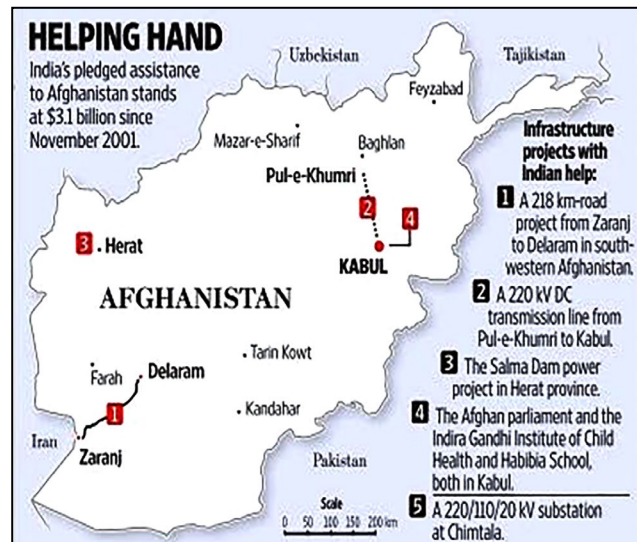 HELPING HAND
India's pledged assistance
to Afghanistan stands
at $3.1 billion since
November 2001.
Uzbekistan
Tajikistan
Feyzabad
Mazar-e-Sharif
Baghlan
Pul-e-Khumri
2
4
KABUL
3
Herat
AFGHANISTAN
Tarin Kowt
Farah
Delaram
Kandahar
1
Iran
Zaranj
Pakistan
Scale
0 50 100 150 200 km
Infrastructure
projects with
Indian help:
1 A 218 km-road
project from Zaranj
to Delaram in south-
western Afghanistan.
2 A 220 kV DC
transmission line from
Pul-e-Khumri to Kabul.
3 The Salma Dam power
project in Herat province.
4 The Afghan parliament and the
Indira Gandhi Institute of Child
Health and Habibia School,
both in Kabul.
5 A 220/110/20 kV substation
at Chimtala.